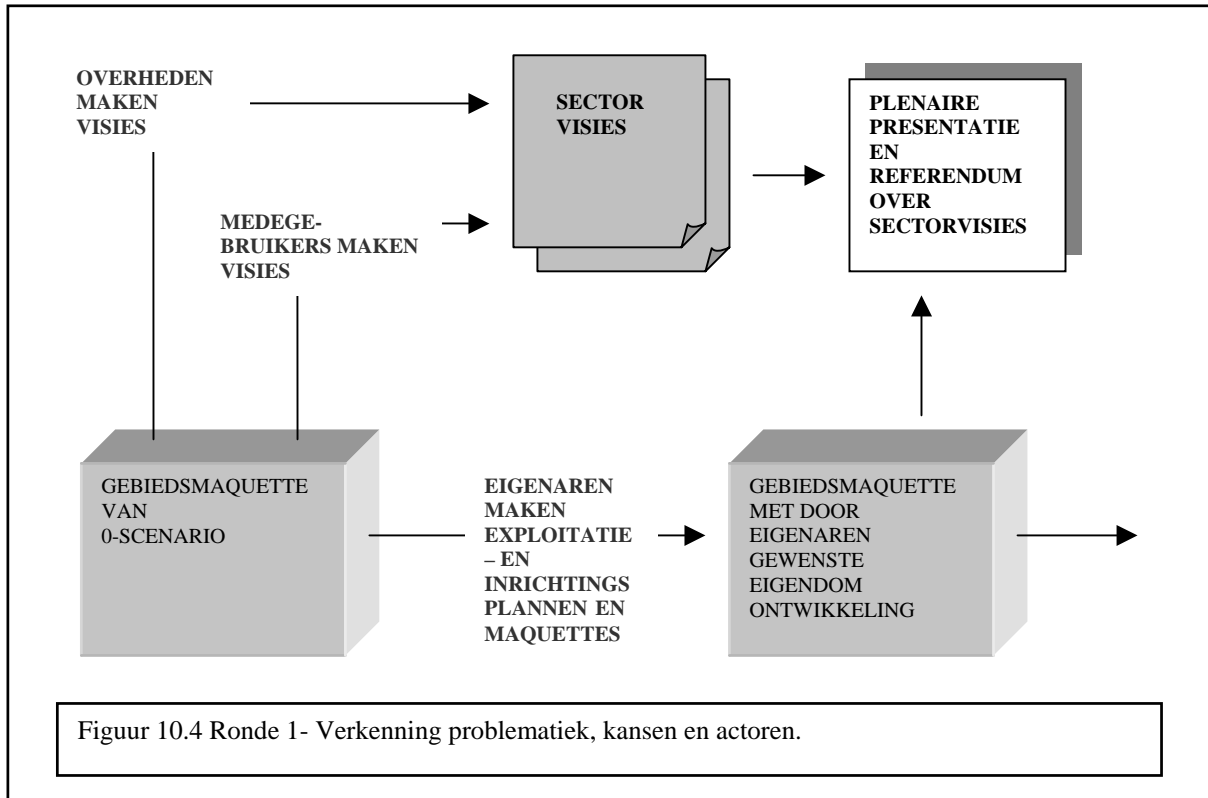 OVERHEDEN
MAKEN
VISIES
SECTOR
VISIES
PLENAIRE
PRESENTATIE
EN
REFERENDUM
OVER
SECTORVISIES
MEDEGE-
BRUIKERS MAKEN
VISIES
GEBIEDSMAQUETTE
VAN
0-SCENARIO
EIGENAREN
MAKEN
EXPLOITATIE
– EN
INRICHTINGS
PLANNEN EN
MAQUETTES
GEBIEDSMAQUETTE
MET DOOR
EIGENAREN
GEWENSTE
EIGENDOM
ONTWIKKELING
Figuur 10.4 Ronde 1- Verkenning problematiek, kansen en actoren.